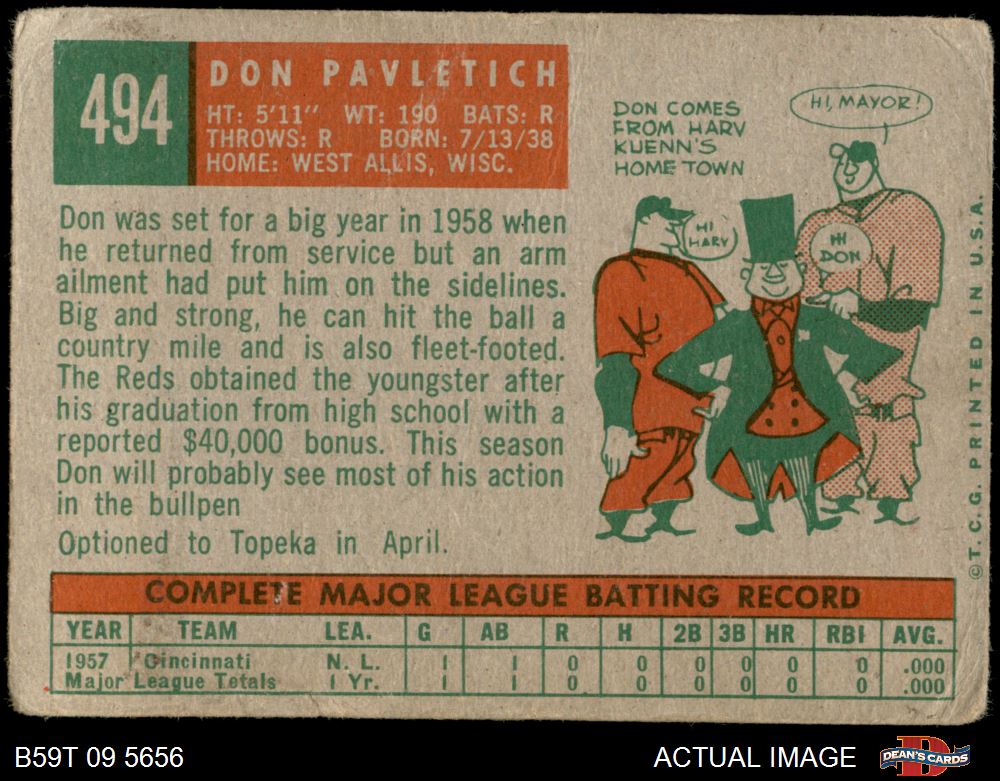 494
DON PAVLETICH
HT: 5'11" WT: 190 BATS: R
THROWS: R BORN: 7/13/38
HOME: WEST ALLIS, WISC.
DON COMES
FROM HARV
KUENN'S
HOME TOWN
HI, MAYOR!
HI
HARV
HI
DON
Don was set for a big year in 1958 when
he returned from service but an arm
ailment had put him on the sidelines.
Big and strong, he can hit the ball a
country mile and is also fleet-footed.
The Reds obtained the youngster after
his graduation from high school with a
reported $40,000 bonus. This season
Don will probably see most of his action
in the bullpen
Optioned to Topeka in April.
©T.C.G. PRINTED IN U.S.A.
COMPLETE MAJOR LEAGUE BATTING RECORD
YEAR TEAM LEA. G AB R H 2B 3B HR RBI AVG.
1957 Cincinnati N. L. 1 1 0 0 0 0 0 0 .000
Major League Totals 1 Yr. 1 1 0 0 0 0 0 0 .000
B59T 09 5656
ACTUAL IMAGE
DEAN'S CARDS